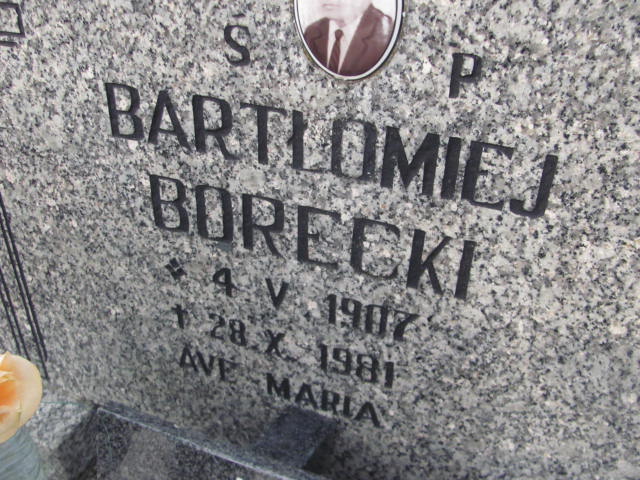 S P
BARTŁOMIEJ
BORECKI
4 V 1907
† 28 X 1981
AVE MARIA